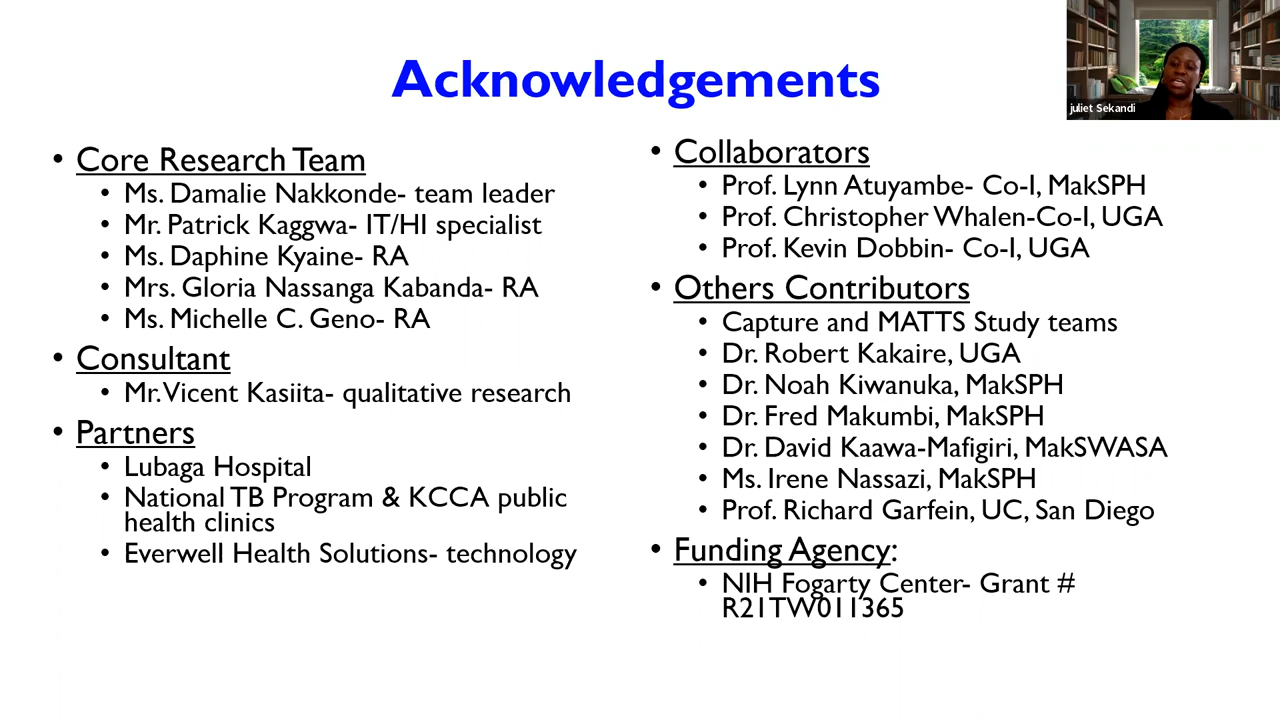 Acknowledgements
juliet Sekandi
• Core Research Team
• Ms. Damalie Nakkonde- team leader
• Mr. Patrick Kaggwa- IT/HI specialist
• Ms. Daphine Kyaine- RA
• Mrs. Gloria Nassanga Kabanda- RA
• Ms. Michelle C. Geno- RA
• Consultant
• Mr. Vicent Kasiita- qualitative research
• Partners
• Lubaga Hospital
• National TB Program & KCCA public
health clinics
• Everwell Health Solutions- technology
• Collaborators
• Prof. Lynn Atuyambe- Co-I, MakSPH
• Prof. Christopher Whalen-Co-I, UGA
• Prof. Kevin Dobbin- Co-I, UGA
• Others Contributors
• Capture and MATTS Study teams
• Dr. Robert Kakaire, UGA
• Dr. Noah Kiwanuka, MakSPH
• Dr. Fred Makumbi, MakSPH
• Dr. David Kaawa-Mafigiri, MakSWASA
• Ms. Irene Nassazi, MakSPH
• Prof. Richard Garfein, UC, San Diego
• Funding Agency:
• NIH Fogarty Center- Grant #
R21TW011365